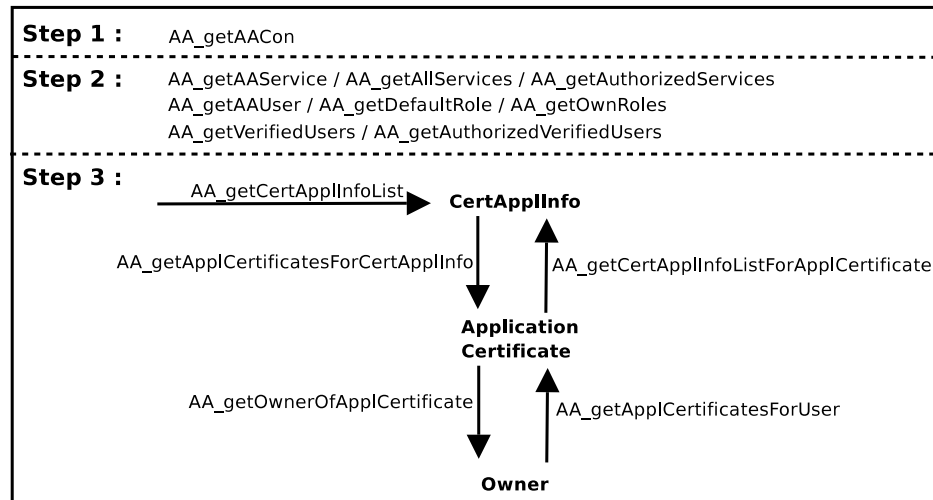 Step 1 : AA_getAACon
Step 2 : AA_getAAService / AA_getAllServices / AA_getAuthorizedServices
AA_getAAUser / AA_getDefaultRole / AA_getOwnRoles
AA_getVerifiedUsers / AA_getAuthorizedVerifiedUsers
Step 3 :
AA_getCertApplInfoList
CertApplInfo
AA_getApplCertificatesForCertApplInfo
AA_getCertApplInfoListForApplCertificate
Application
Certificate
AA_getOwnerOfApplCertificate
AA_getApplCertificatesForUser
Owner